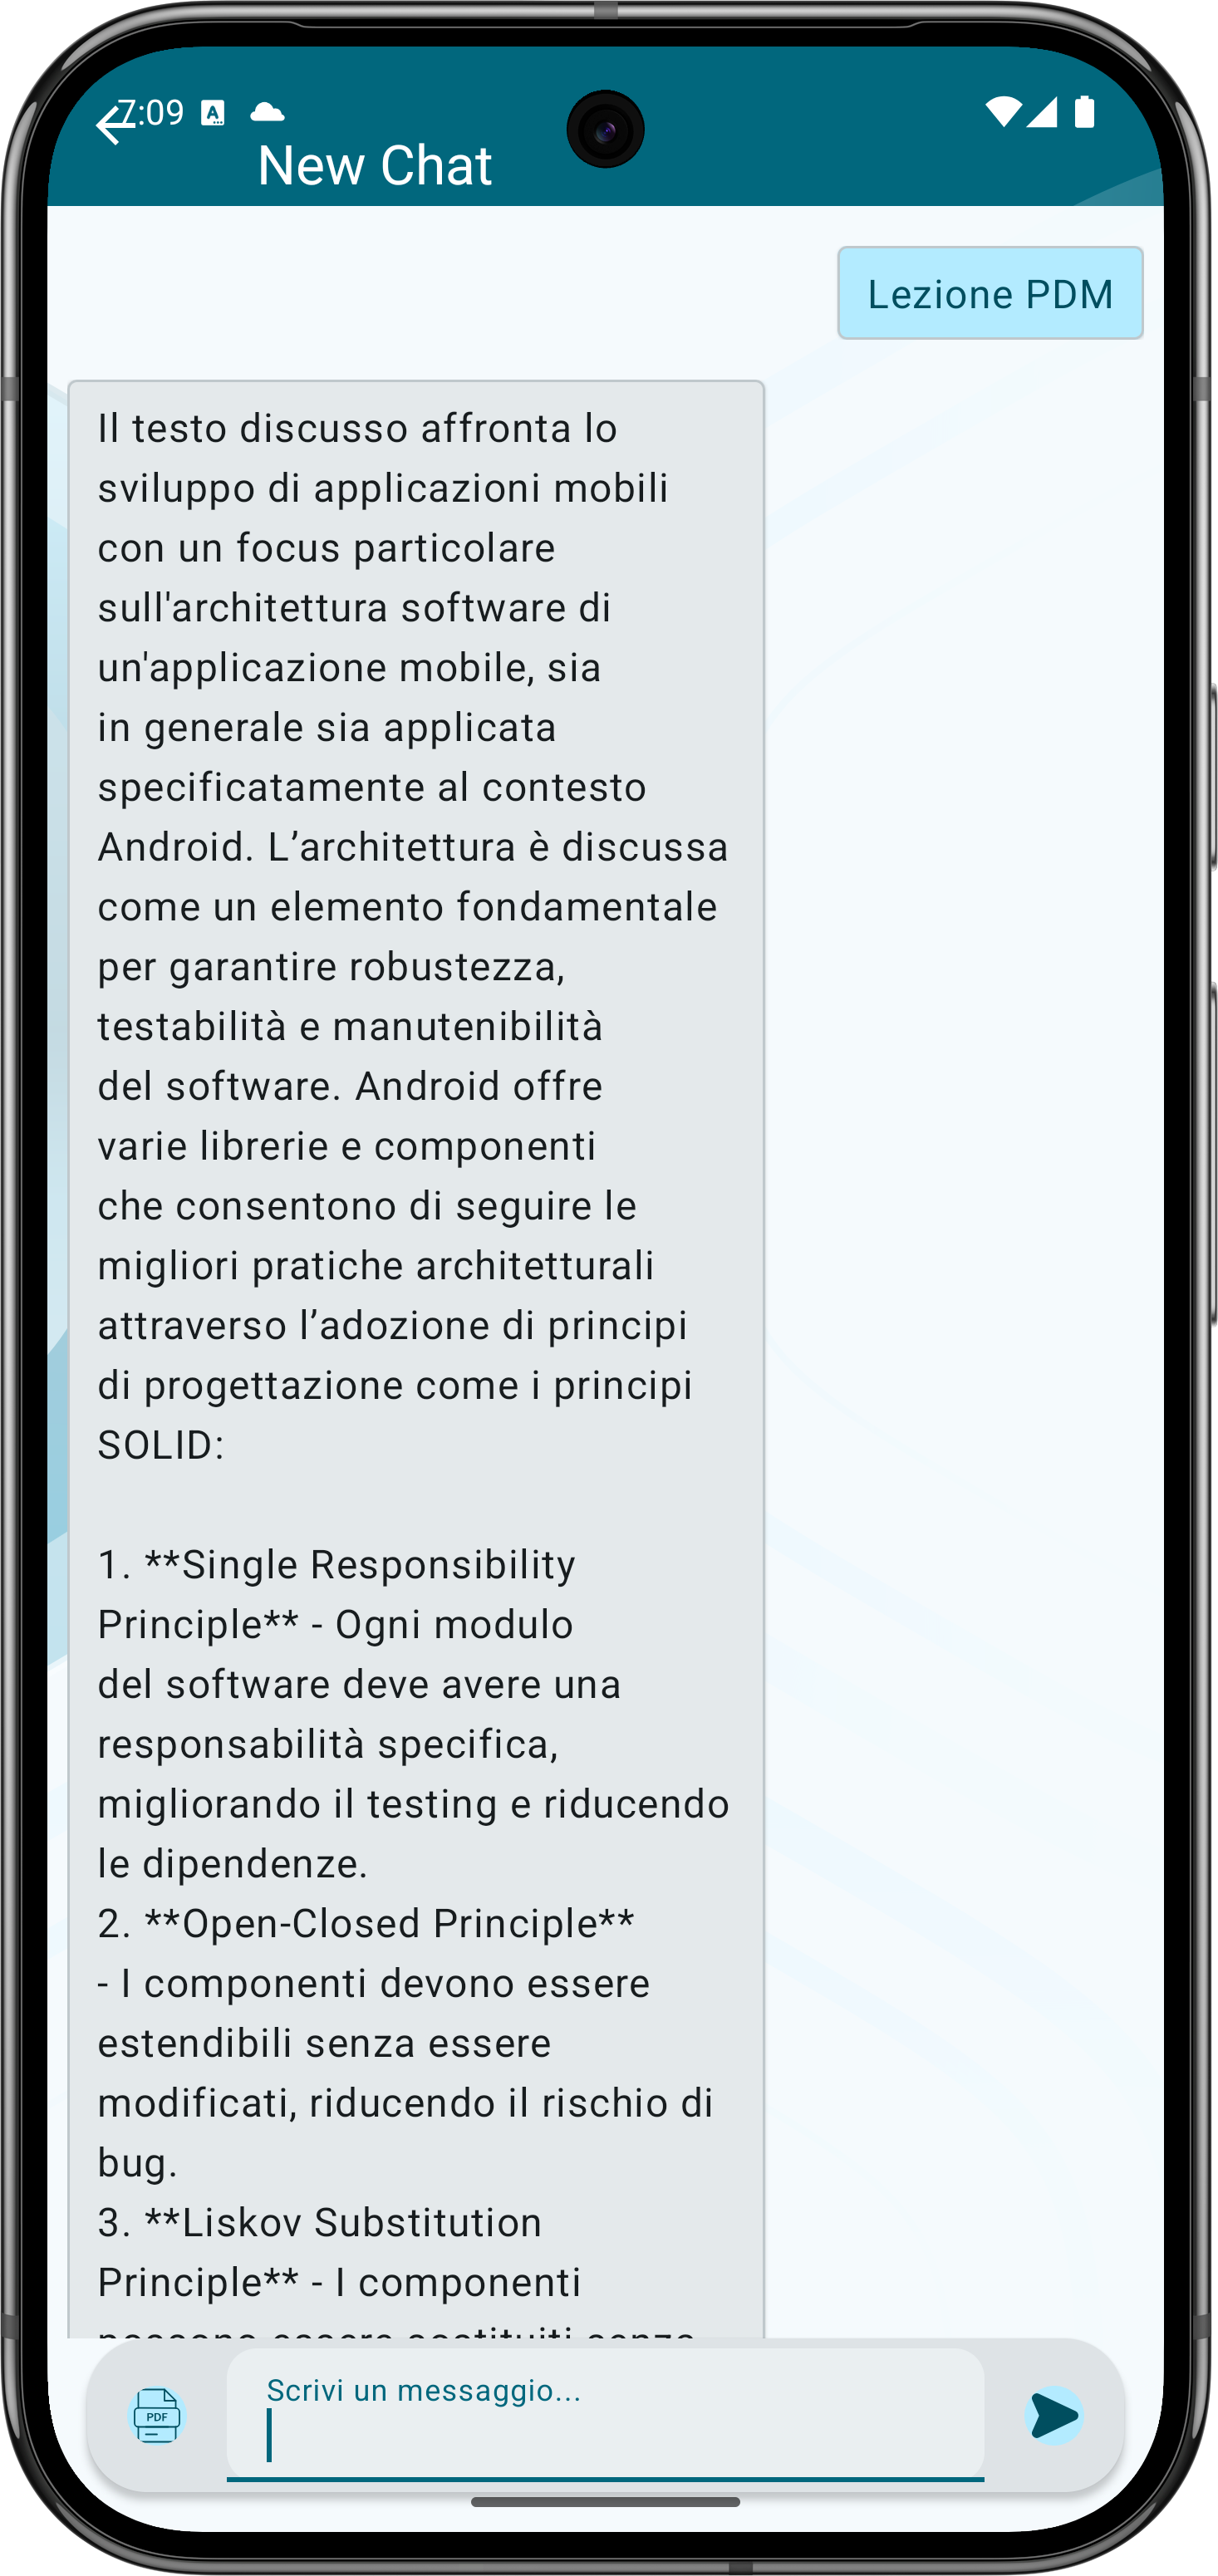 7:09
New Chat
Lezione PDM
Il testo discusso affronta lo
sviluppo di applicazioni mobili
con un focus particolare
sull'architettura software di
un'applicazione mobile, sia
in generale sia applicata
specificatamente al contesto
Android. L’architettura è discussa
come un elemento fondamentale
per garantire robustezza,
testabilità e manutenibilità
del software. Android offre
varie librerie e componenti
che consentono di seguire le
migliori pratiche architetturali
attraverso l’adozione di principi
di progettazione come i principi
SOLID:
1. **Single Responsibility
Principle** - Ogni modulo
del software deve avere una
responsabilità specifica,
migliorando il testing e riducendo
le dipendenze.
2. **Open-Closed Principle**
- I componenti devono essere
estendibili senza essere
modificati, riducendo il rischio di
bug.
3. **Liskov Substitution
Principle** - I componenti
possono essere sostituiti senza
PDF
Scrivi un messaggio...